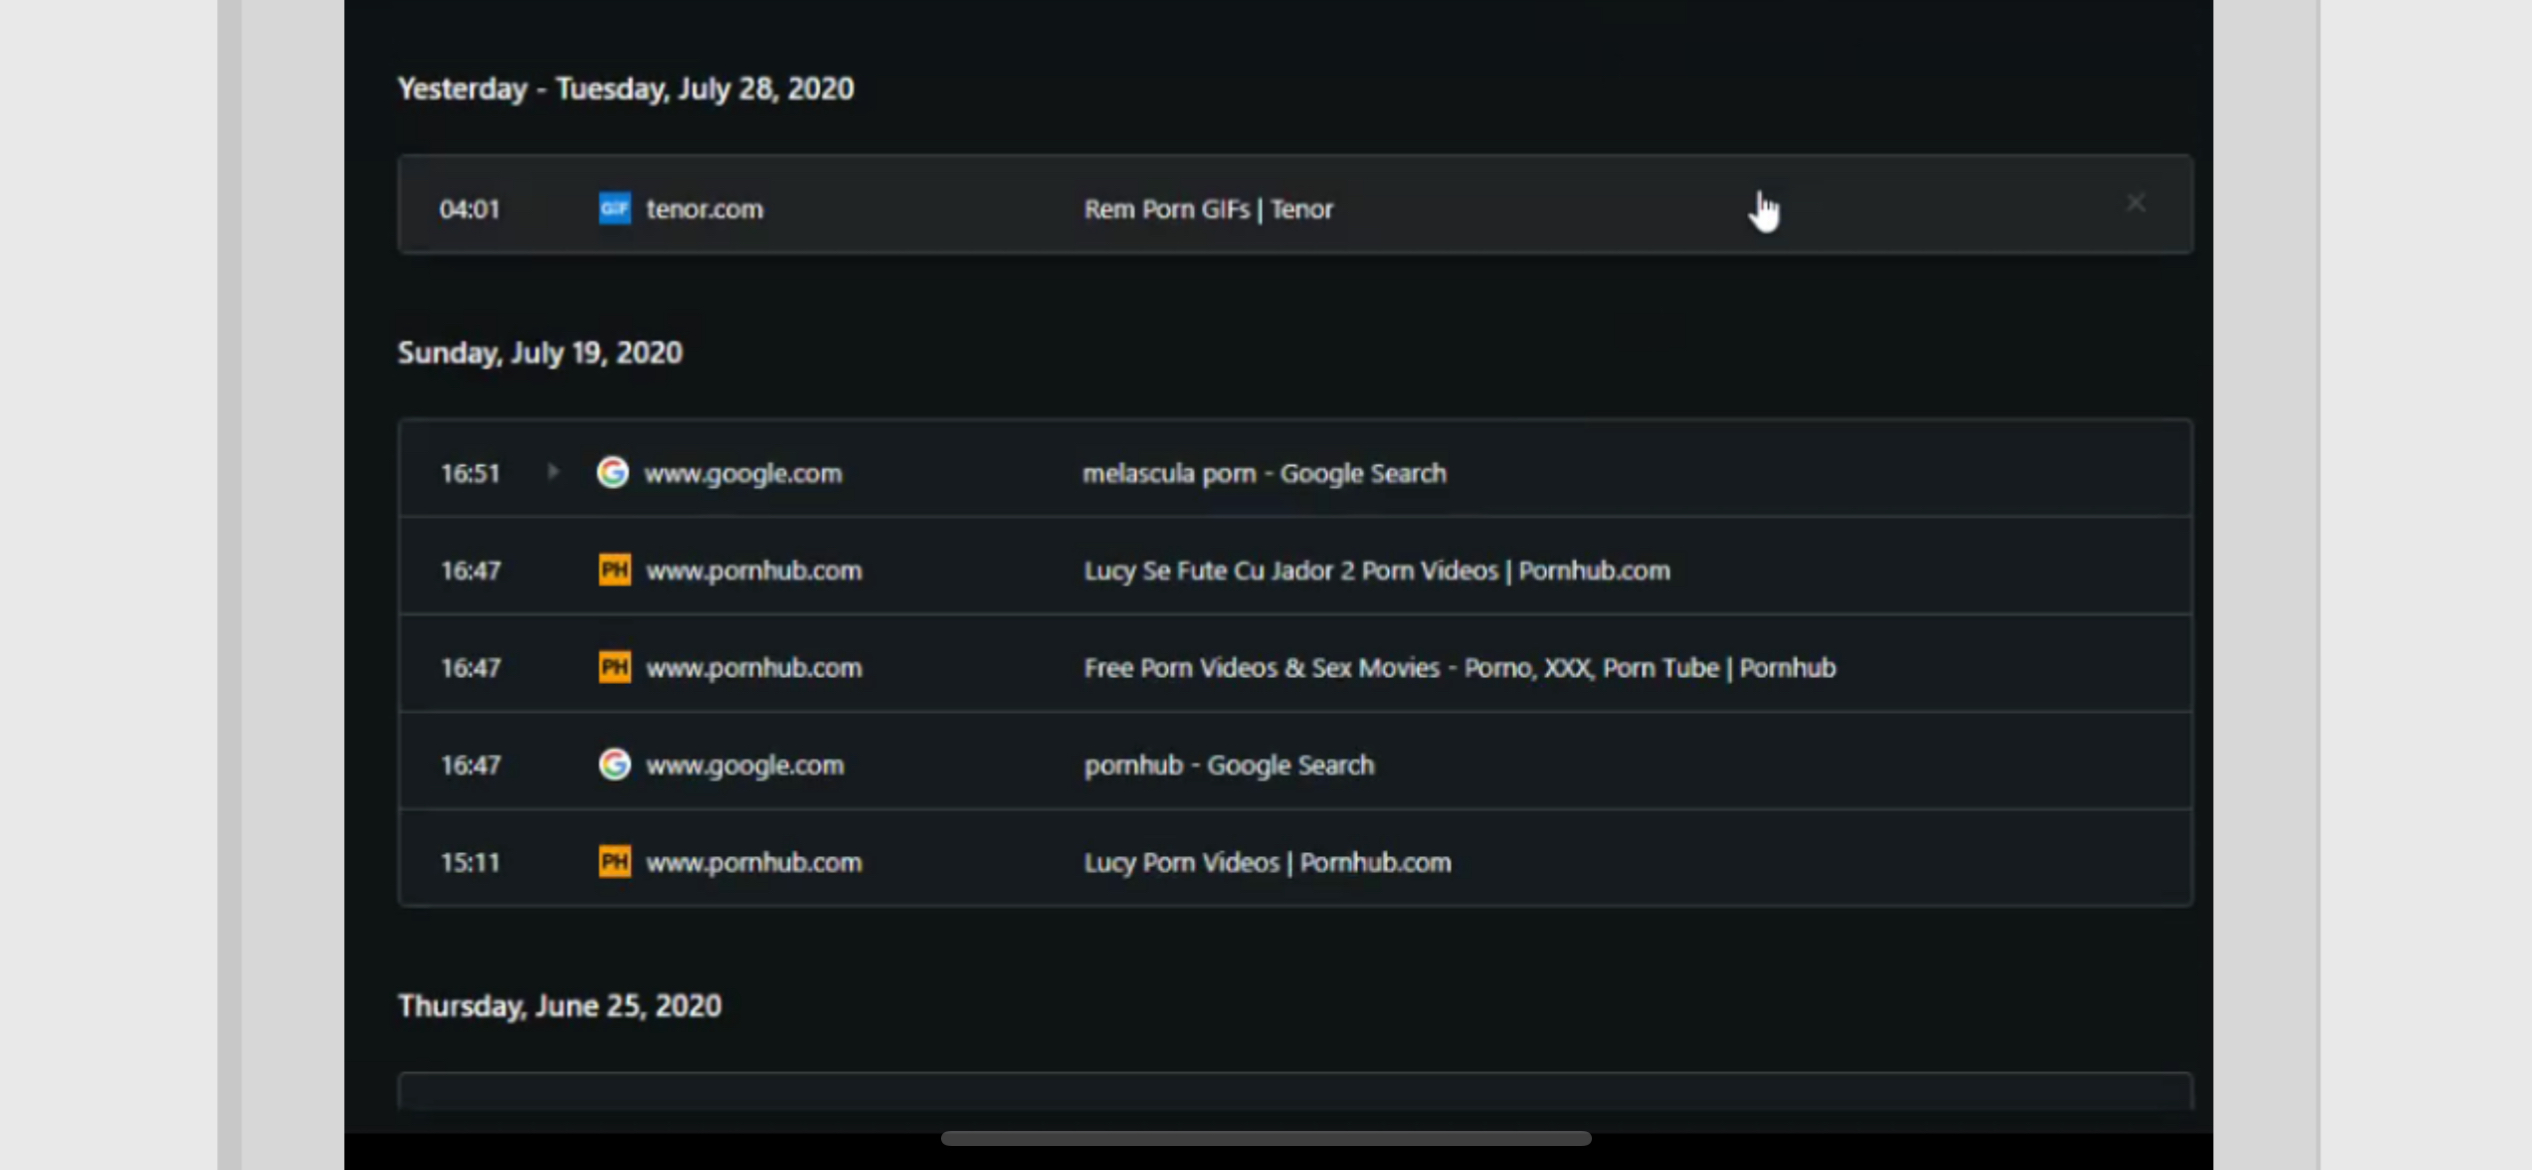 Yesterday - Tuesday, July 28, 2020
04:01 GIF tenor.com Rem Porn GIFs | Tenor
Sunday, July 19, 2020
16:51 www.google.com melascula porn - Google Search
16:47 PH www.pornhub.com Lucy Se Fute Cu Jador 2 Porn Videos | Pornhub.com
16:47 PH www.pornhub.com Free Porn Videos & Sex Movies - Porno, XXX, Porn Tube | Pornhub
16:47 www.google.com pornhub - Google Search
15:11 PH www.pornhub.com Lucy Porn Videos | Pornhub.com
Thursday, June 25, 2020